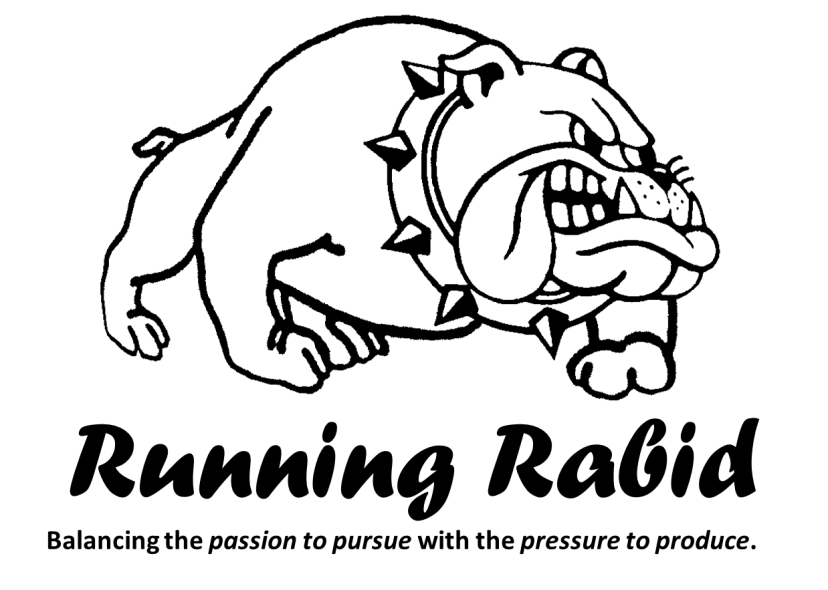 Running Rabid
Balancing the passion to pursue with the pressure to produce.